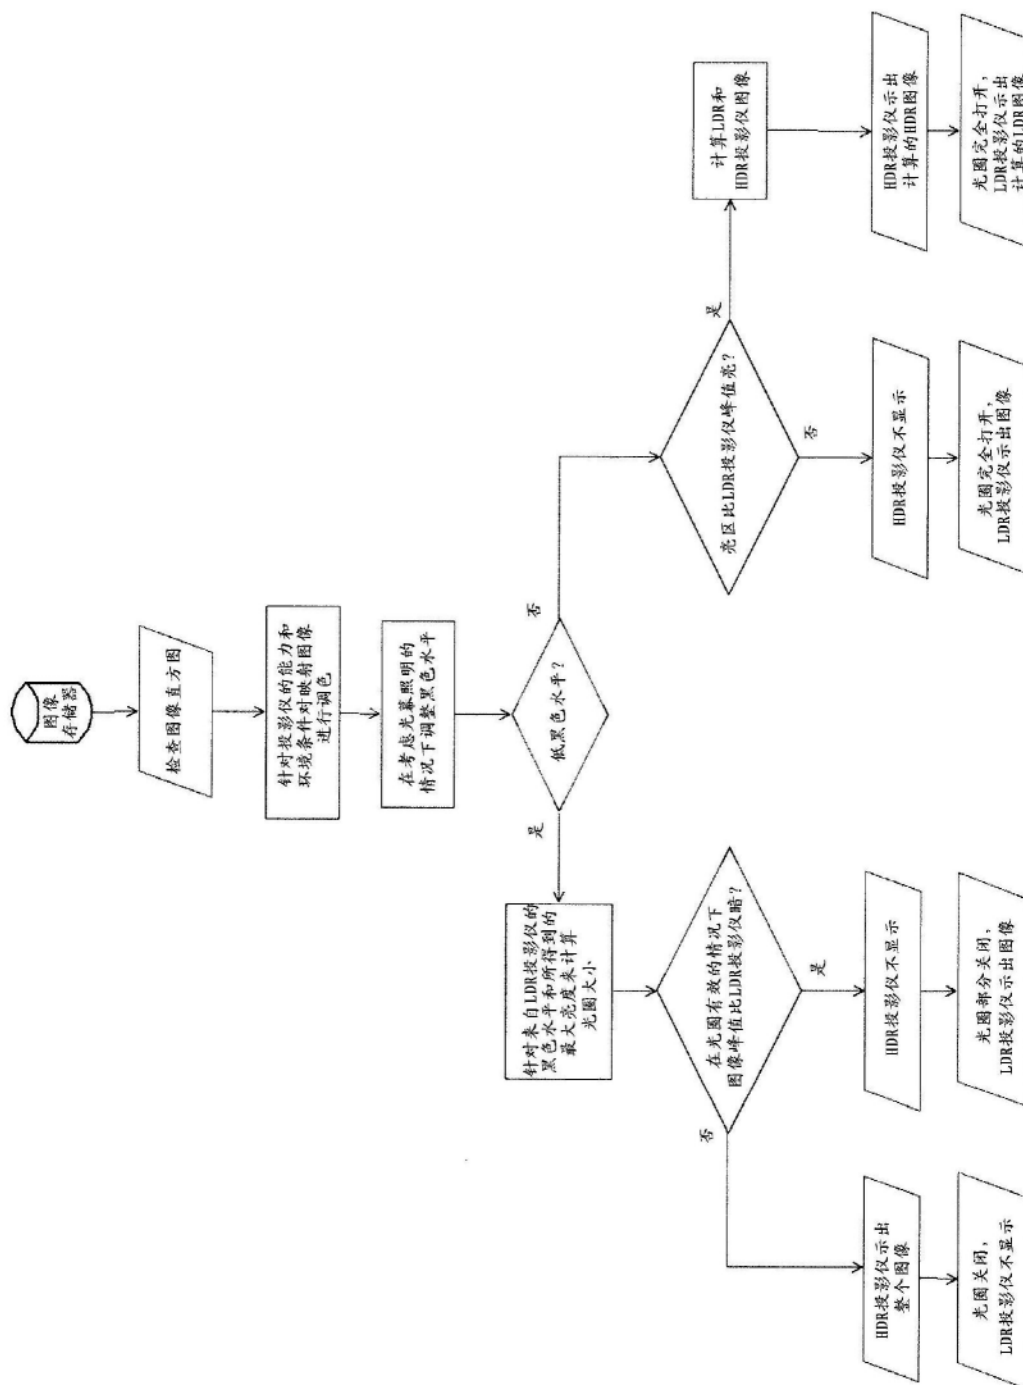 图像
存储器
检查图像直方图
针对投影仪的能力和
环境条件对映射图像
进行调色
在考虑光幕照明的
情况下调整黑色水平
低黑色水平？
是
否
针对来自LDR投影仪的
黑色水平和所得到的
最大亮度来计算
光圈大小
在光圈有效的情况下
图像峰值比LDR投影仪暗？
否
是
HDR投影仪示出
整个图像
光圈关闭，
LDR投影仪不显示
HDR投影仪不显示
光圈部分关闭，
LDR投影仪示出图像
亮区比LDR投影仪峰值亮？
否
是
HDR投影仪不显示
光圈完全打开，
LDR投影仪示出图像
计算LDR和
HDR投影仪图像
HDR投影仪示出
计算的HDR图像
光圈完全打开，
LDR投影仪示出
计算的LDR图像